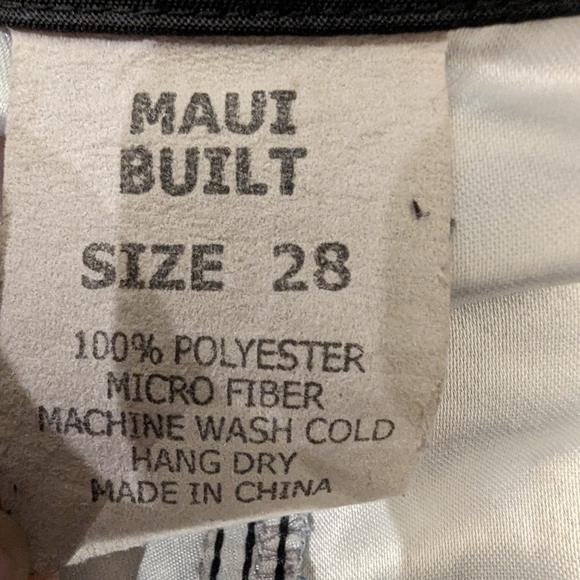 MAUI
BUILT
SIZE 28
100% POLYESTER
MICRO FIBER
MACHINE WASH COLD
HANG DRY
MADE IN CHINA